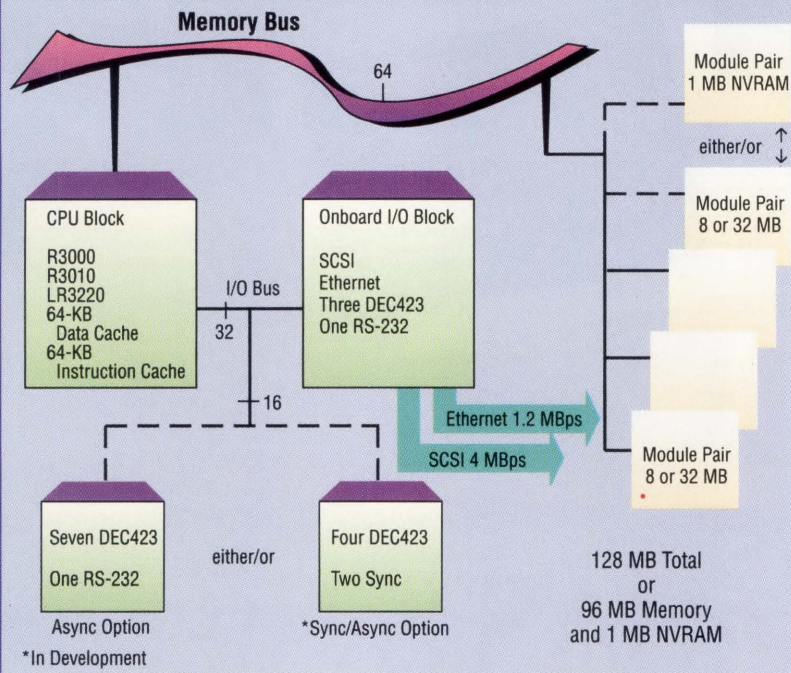 Memory Bus
64
Module Pair
1 MB NVRAM
either/or
Module Pair
8 or 32 MB
Module Pair
8 or 32 MB
CPU Block
R3000
R3010
LR3220
64-KB
Data Cache
64-KB
Instruction Cache
I/O Bus
32
Onboard I/O Block
SCSI
Ethernet
Three DEC423
One RS-232
16
Ethernet 1.2 MBps
SCSI 4 MBps
Seven DEC423
One RS-232
Async Option
either/or
Four DEC423
Two Sync
*Sync/Async Option
*In Development
128 MB Total
or
96 MB Memory
and 1 MB NVRAM